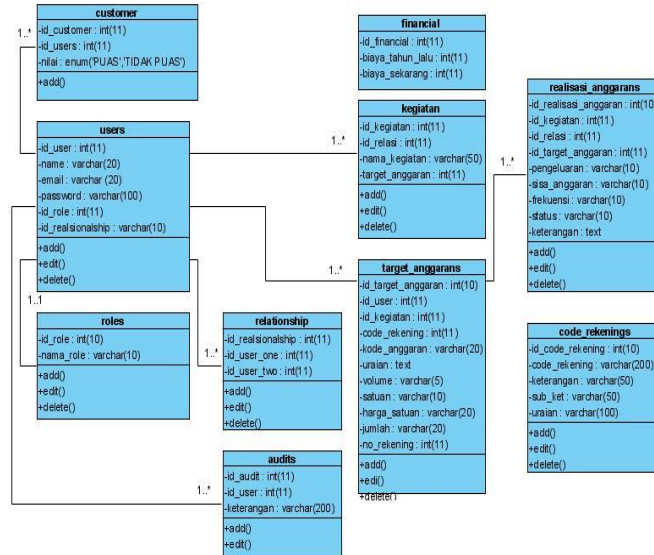 customer
-id_customer : int(11)
-id_users : int(11)
-nilai : enum('PUAS','TIDAK PUAS')
+add()
1..*
users
-id_user : int(11)
-name : varchar(20)
-email : varchar (20)
-password : varchar(100)
-id_role : int(11)
-id_realsionalship : varchar(10)
+add()
+edit()
+delete()
1..1
roles
-id_role : int(10)
-nama_role : varchar(10)
+add()
+edit()
+delete()
relationship
-id_realsionalship : int(11)
-id_user_one : int(11)
-id_user_two : int(11)
+add()
+edit()
+delete()
1..*
audits
-id_audit : int(11)
-id_user : int(11)
-keterangan : varchar(200)
+add()
+edit()
1..*
financial
-id_financial : int(11)
-biaya_tahun_lalu : int(11)
-biaya_sekarang : int(11)
kegiatan
-id_kegiatan : int(11)
-id_relasi : int(11)
-nama_kegiatan : varchar(50)
-target_anggaran : int(11)
+add()
+edit()
+delete()
1..*
target_anggarans
-id_target_anggaran : int(10)
-id_user : int(11)
-id_kegiatan : int(11)
-code_rekening : int(11)
-kode_anggaran : varchar(20)
-uraian : text
-volume : varchar(5)
-satuan : varchar(10)
-harga_satuan : varchar(20)
-jumlah : varchar(20)
-no_rekening : int(11)
+add()
+edi()
+delete()
1..*
realisasi_anggarans
-id_realisasi_anggaran : int(10
-id_kegiatan : int(11)
-id_relasi : int(11)
-id_target_anggaran : int(11)
-pengeluaran : varchar(10)
-sisa_anggaran : varchar(10)
-frekuensi : varchar(10)
-status : varchar(10)
-keterangan : text
+add()
+edit()
+delete()
1..*
code_rekenings
-id_code_rekening : int(10)
-code_rekening : varchar(200)
-keterangan : varchar(50)
-sub_ket : varchar(50)
-uraian : varchar(100)
+add()
+edit()
+delete()